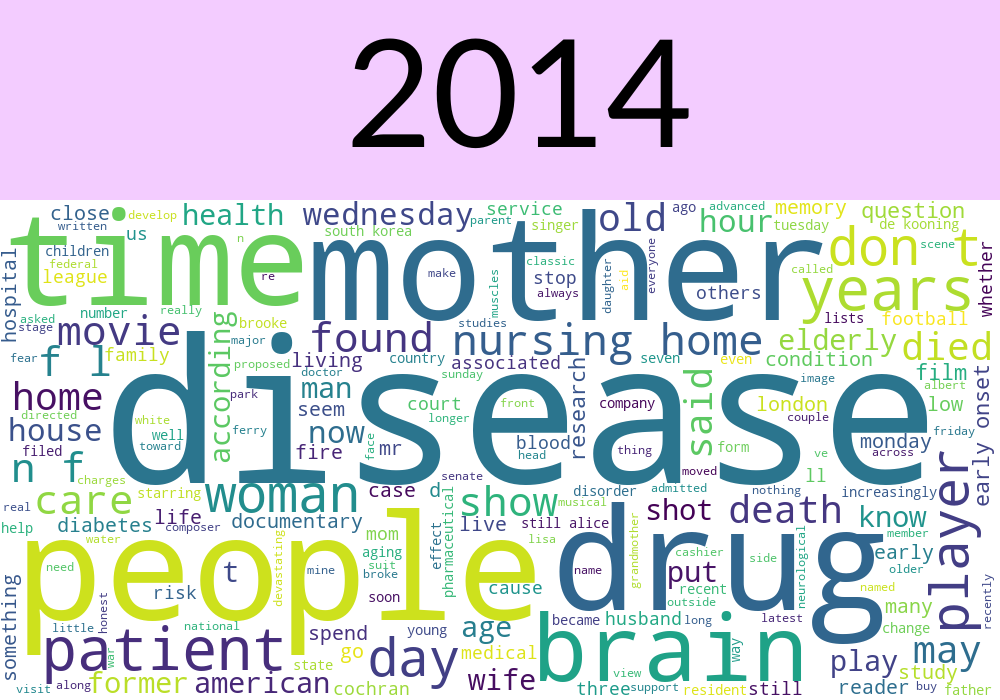 2014
close
written
develop
health
wednesday
parent
service
singer
old
ago
advanced
hour
memory
tuesday
question
de kooning
time
us
n
south korea
mother
classic
don t
scene
children
federal
league
hospital
re
make
muscles
stop
always
daughter
aid
everyone
others
called
years
whether
asked
stage
number
really
movie
according
brooke
major
found
studies
nursing home
lists
football
elderly
died
fear
f l
family
proposed
living
doctor
country
associated
sunday
seven
even
condition
image
film
albert
home
directed
disease
park
man
seem
court
longer
front
research
company
said
london
couple
low
early onset
house
filed
white
well
toward
ferry
now
fire
face
mr
blood
head
thing
form
ve
monday
across
friday
n f
charges
starring
woman
case
d
senate
moved
ll
real
care
show
musical
disorder
admitted
nothing
increasingly
player
help
diabetes
life
composer
documentary
live
still alice
shot
death
know
member
water
mom
effect
pharmaceutical
lisa
people
devastating
aging
suit
broke
mine
drug
grandmother
cashier
side
neurological
early
older
need
t
risk
soon
cause
name
put
recent
outside
named
something
honest
little
national
spend
young
age
became
husband
long
latest
many
change
recently
patient
war
go
day
medical
brain
way
may
state
view
play
study
visit
along
former
american
cochran
wife
three
support
resident
still
reader
buy
father